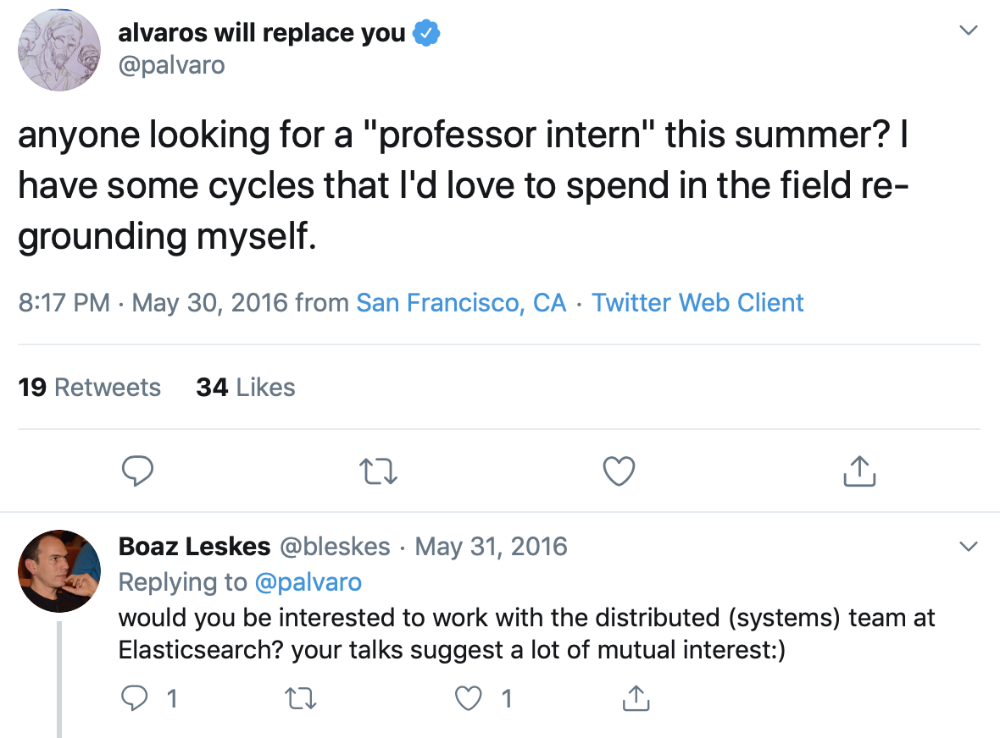 alvaros will replace you
@palvaro
anyone looking for a "professor intern" this summer? I
have some cycles that I'd love to spend in the field re-
grounding myself.
8:17 PM · May 30, 2016 from San Francisco, CA · Twitter Web Client
19 Retweets 34 Likes
Boaz Leskes @bleskes · May 31, 2016
Replying to @palvaro
would you be interested to work with the distributed (systems) team at
Elasticsearch? your talks suggest a lot of mutual interest:)
1 1